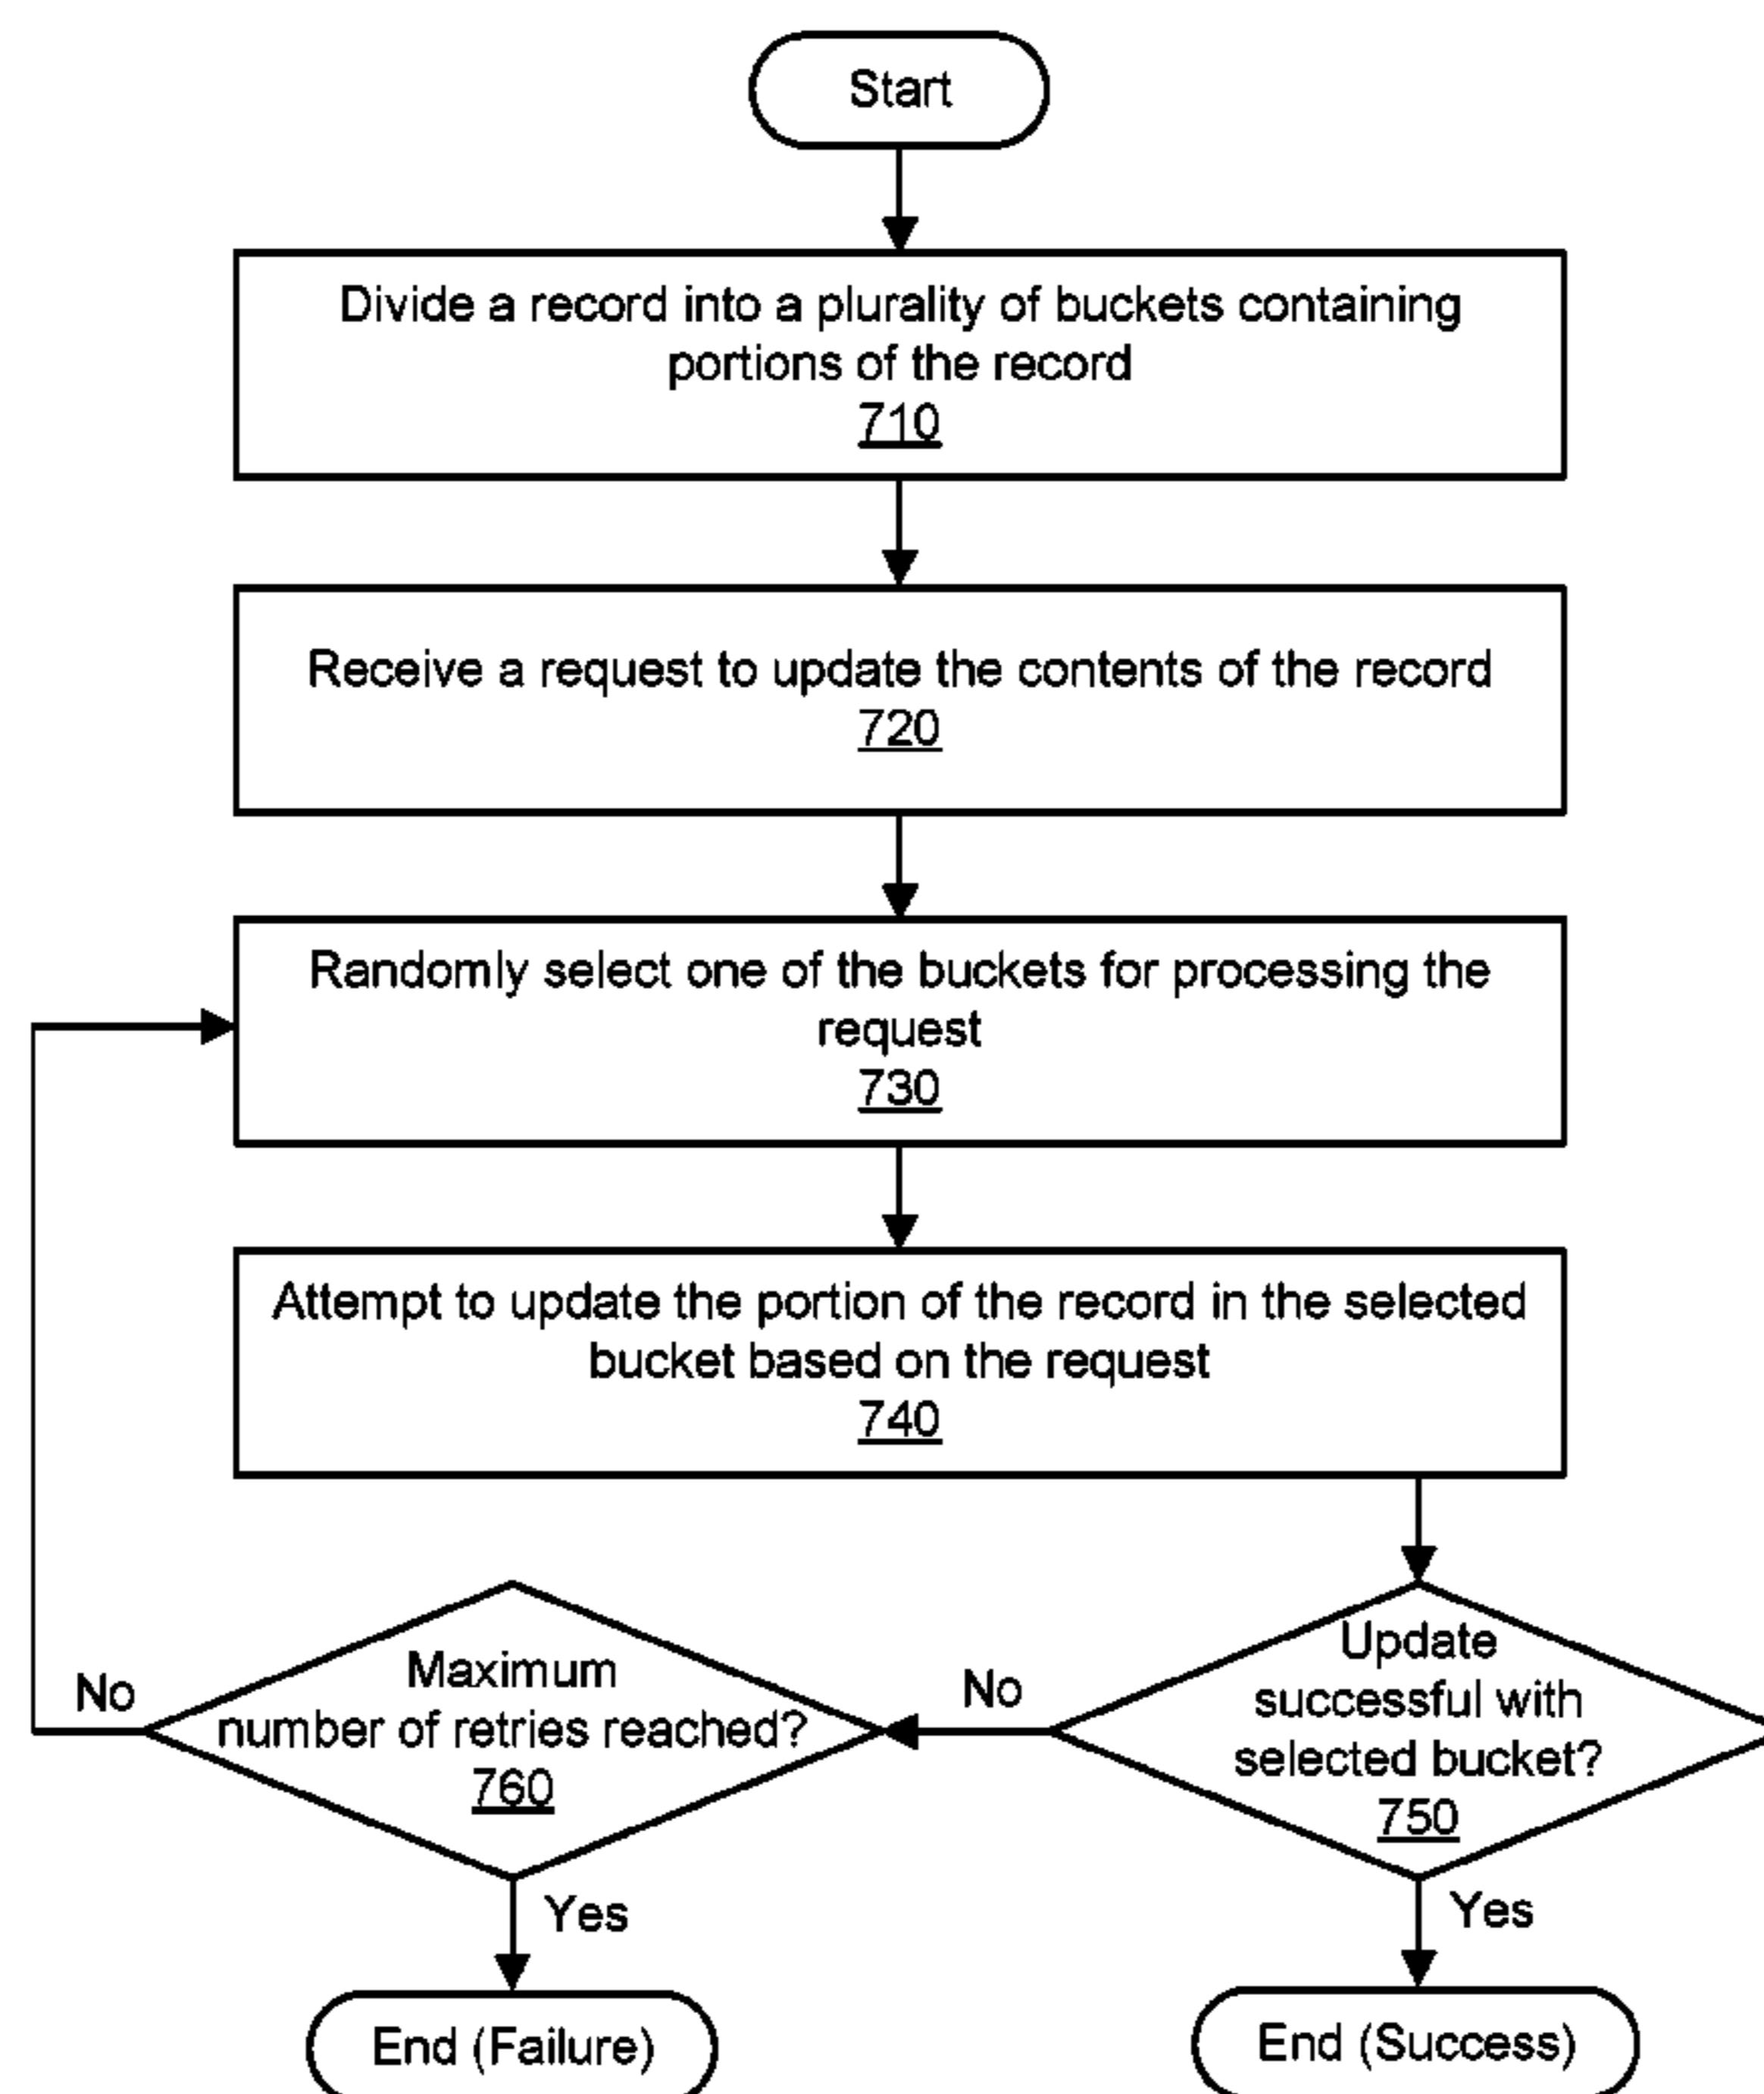 Start
Divide a record into a plurality of buckets containing
portions of the record
710
Receive a request to update the contents of the record
720
Randomly select one of the buckets for processing the
request
730
Attempt to update the portion of the record in the selected
bucket based on the request
740
Update
successful with
selected bucket?
750
No
Maximum
number of retries reached?
760
No
Yes
Yes
End (Failure)
End (Success)